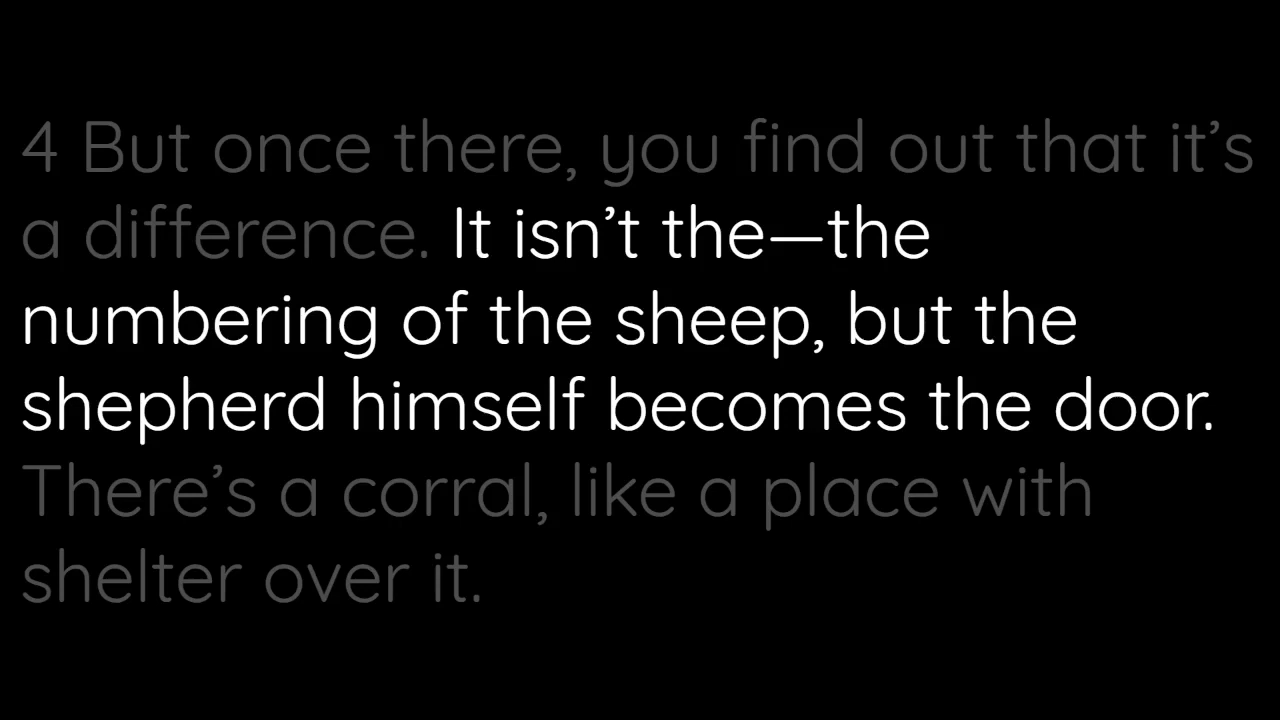 4 But once there, you find out that it’s
a difference. It isn’t the—the
numbering of the sheep, but the
shepherd himself becomes the door.
There’s a corral, like a place with
shelter over it.